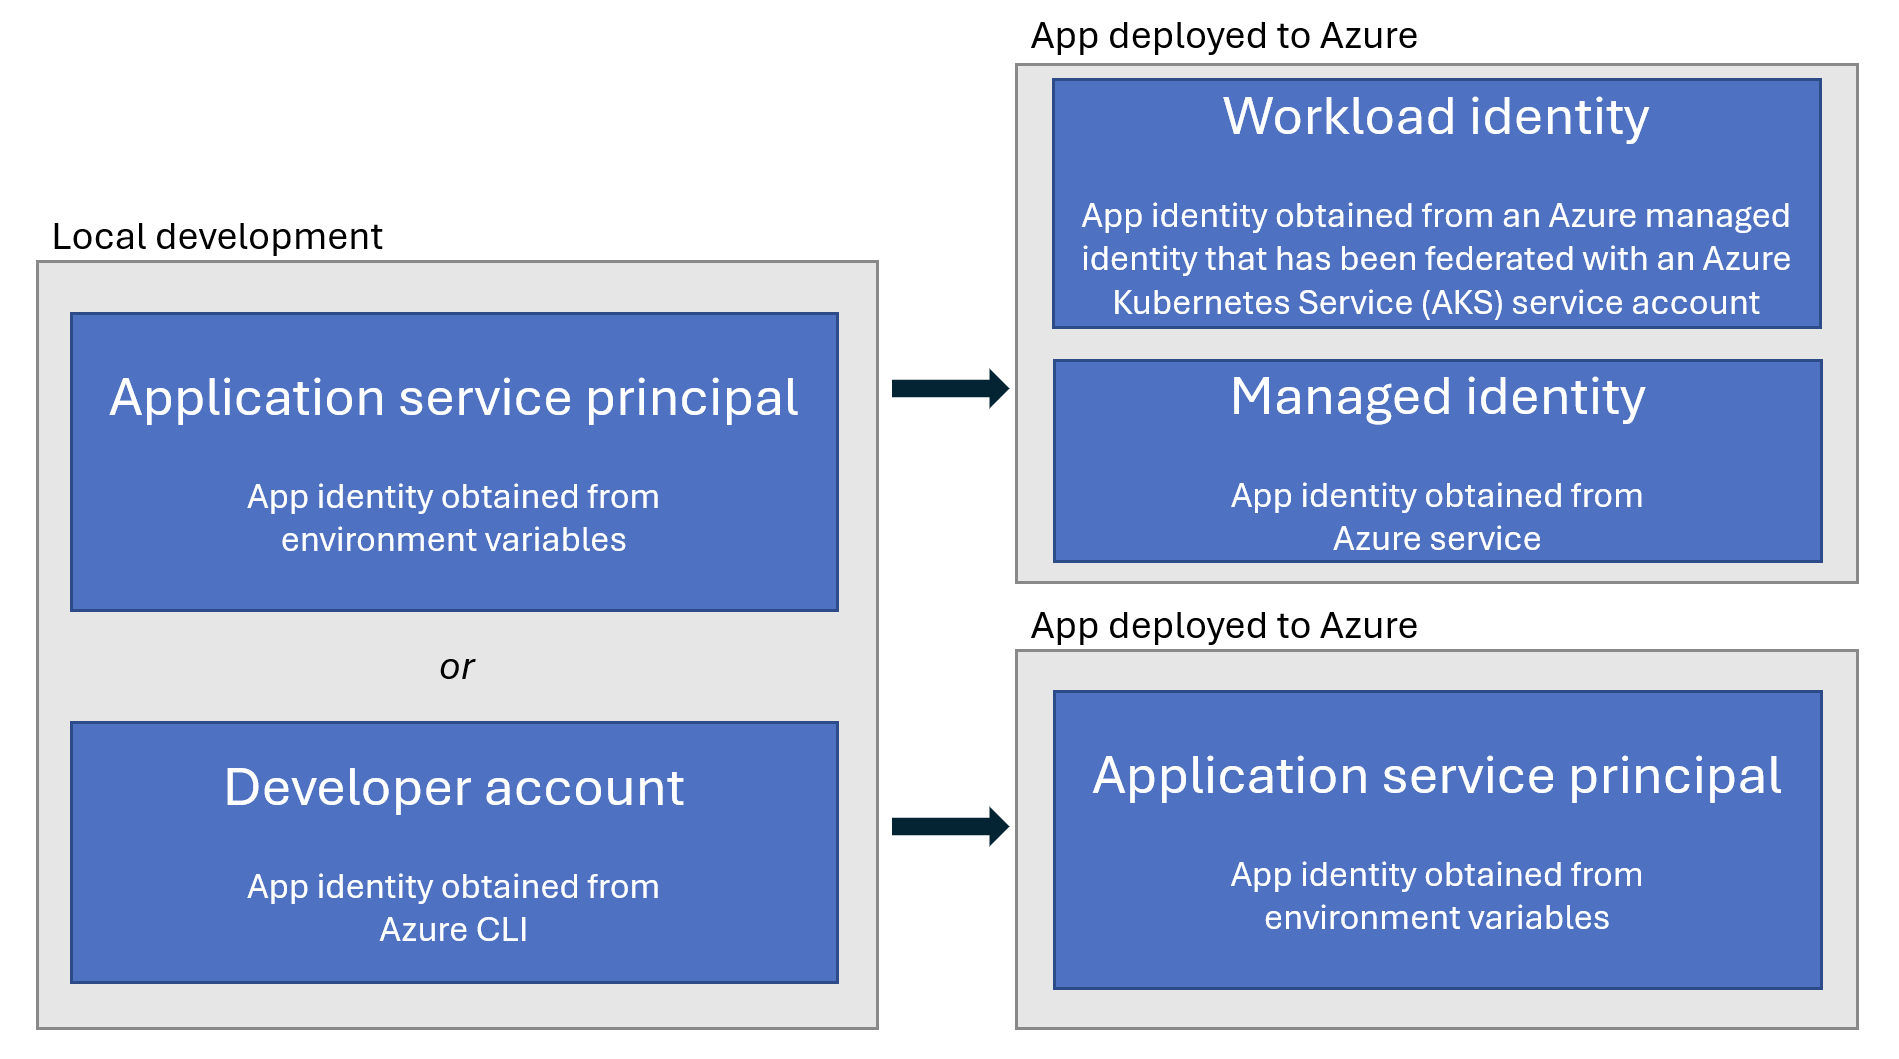 Local development
Application service principal
App identity obtained from
environment variables
or
Developer account
App identity obtained from
Azure CLI
App deployed to Azure
Workload identity
App identity obtained from an Azure managed
identity that has been federated with an Azure
Kubernetes Service (AKS) service account
Managed identity
App identity obtained from
Azure service
App deployed to Azure
Application service principal
App identity obtained from
environment variables